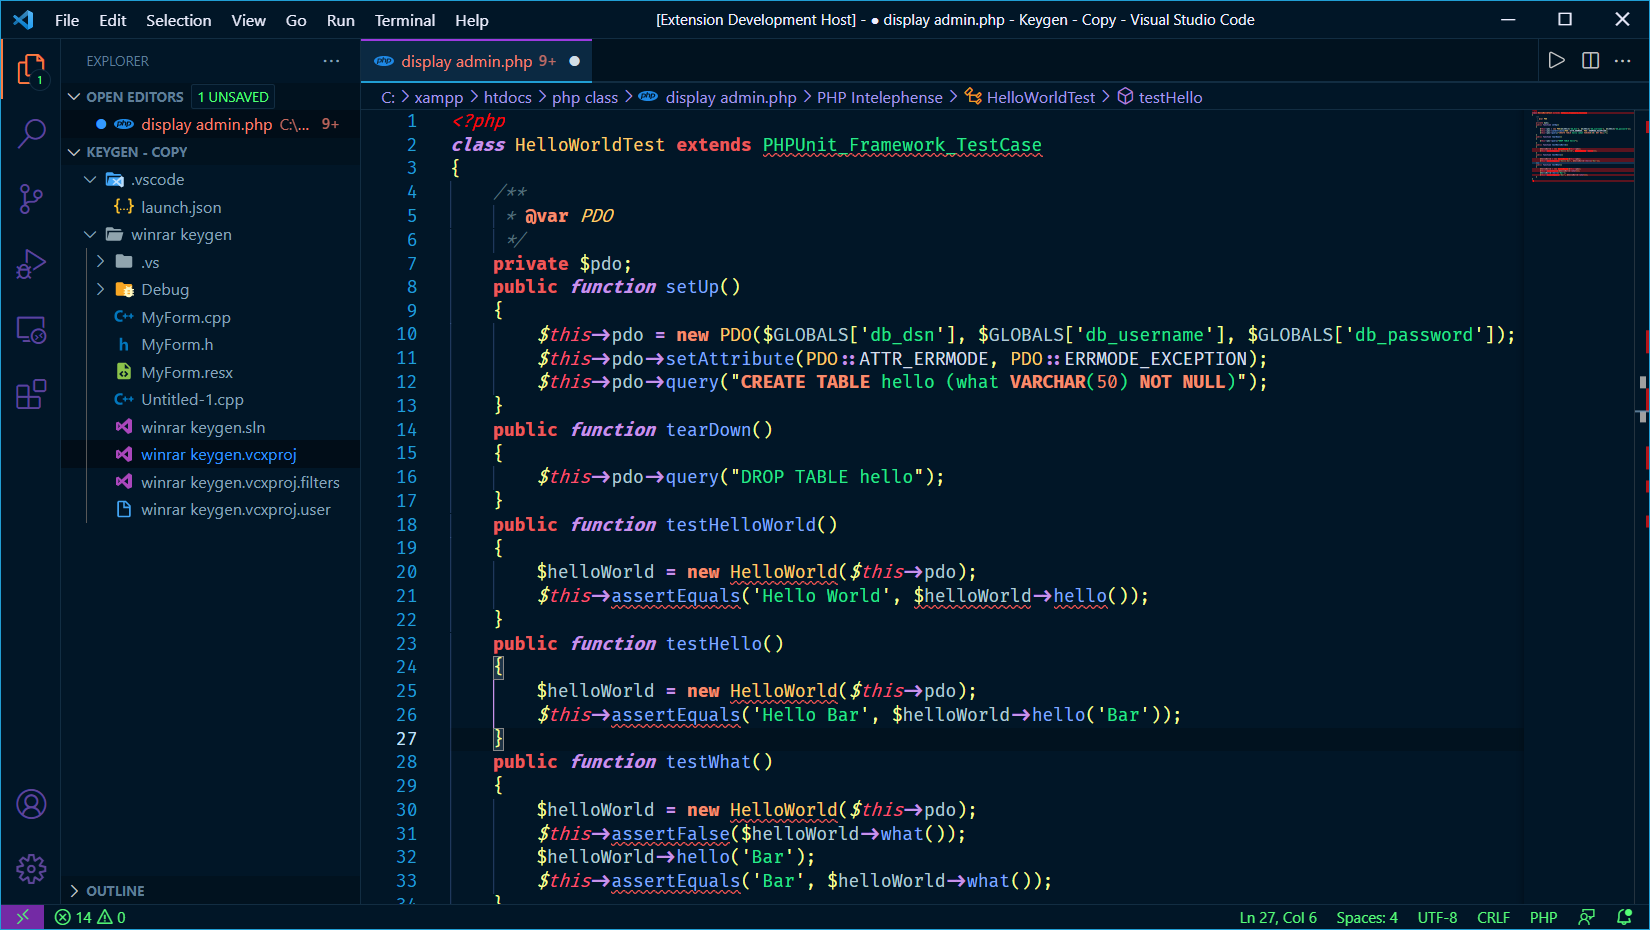 File Edit Selection View Go Run Terminal Help
[Extension Development Host] - ● display admin.php - Keygen - Copy - Visual Studio Code
EXPLORER
OPEN EDITORS 1 UNSAVED
display admin.php C:\... 9+
KEYGEN - COPY
.vscode
launch.json
winrar keygen
.vs
Debug
MyForm.cpp
MyForm.h
MyForm.resx
Untitled-1.cpp
winrar keygen.sln
winrar keygen.vcxproj
winrar keygen.vcxproj.filters
winrar keygen.vcxproj.user
OUTLINE
display admin.php 9+
C: > xampp > htdocs > php class > display admin.php > PHP Intelephense > HelloWorldTest > testHello
1 <?php
2 class HelloWorldTest extends PHPUnit_Framework_TestCase
3 {
4 /**
5 * @var PDO
6 */
7 private $pdo;
8 public function setUp()
9 {
10 $this->pdo = new PDO($GLOBALS['db_dsn'], $GLOBALS['db_username'], $GLOBALS['db_password']);
11 $this->pdo->setAttribute(PDO::ATTR_ERRMODE, PDO::ERRMODE_EXCEPTION);
12 $this->pdo->query("CREATE TABLE hello (what VARCHAR(50) NOT NULL)");
13 }
14 public function tearDown()
15 {
16 $this->pdo->query("DROP TABLE hello");
17 }
18 public function testHelloWorld()
19 {
20 $helloWorld = new HelloWorld($this->pdo);
21 $this->assertEquals('Hello World', $helloWorld->hello());
22 }
23 public function testHello()
24 {
25 $helloWorld = new HelloWorld($this->pdo);
26 $this->assertEquals('Hello Bar', $helloWorld->hello('Bar'));
27 }
28 public function testWhat()
29 {
30 $helloWorld = new HelloWorld($this->pdo);
31 $this->assertFalse($helloWorld->what());
32 $helloWorld->hello('Bar');
33 $this->assertEquals('Bar', $helloWorld->what());
34 }
14 0
Ln 27, Col 6 Spaces: 4 UTF-8 CRLF PHP